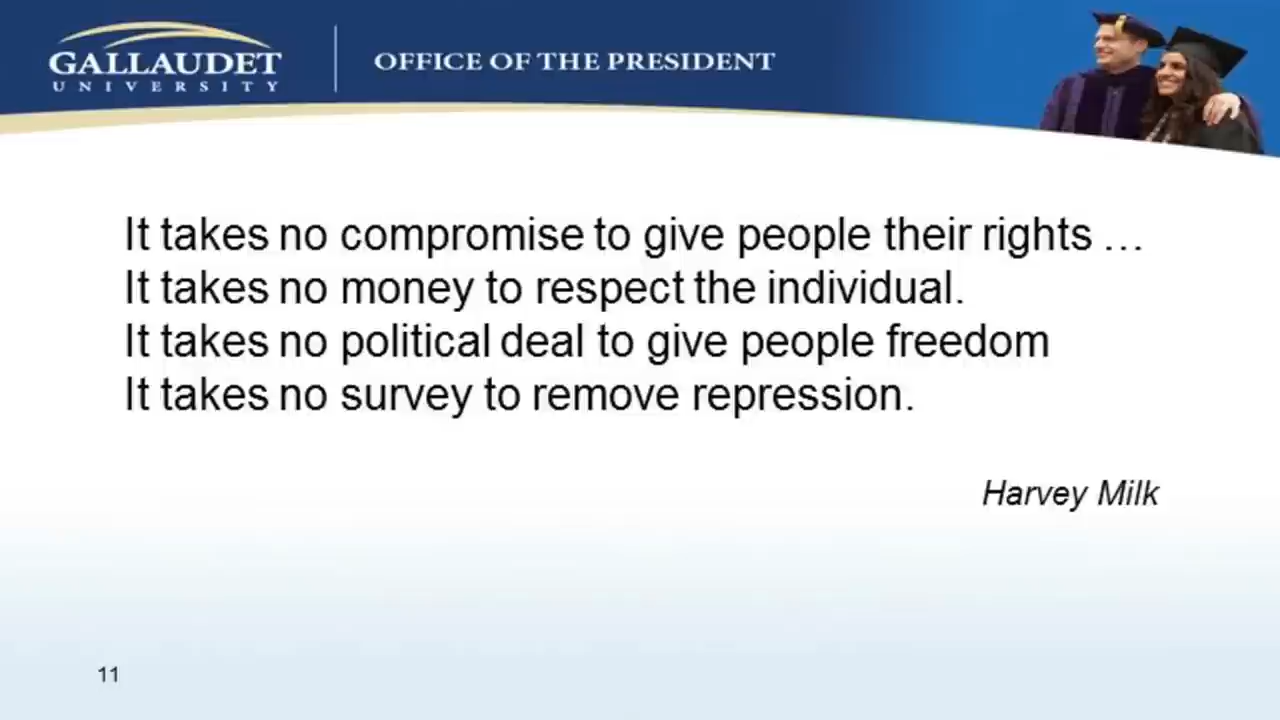 GALLAUDET
UNIVERSITY
OFFICE OF THE PRESIDENT
It takes no compromise to give people their rights …
It takes no money to respect the individual.
It takes no political deal to give people freedom
It takes no survey to remove repression.
Harvey Milk
11